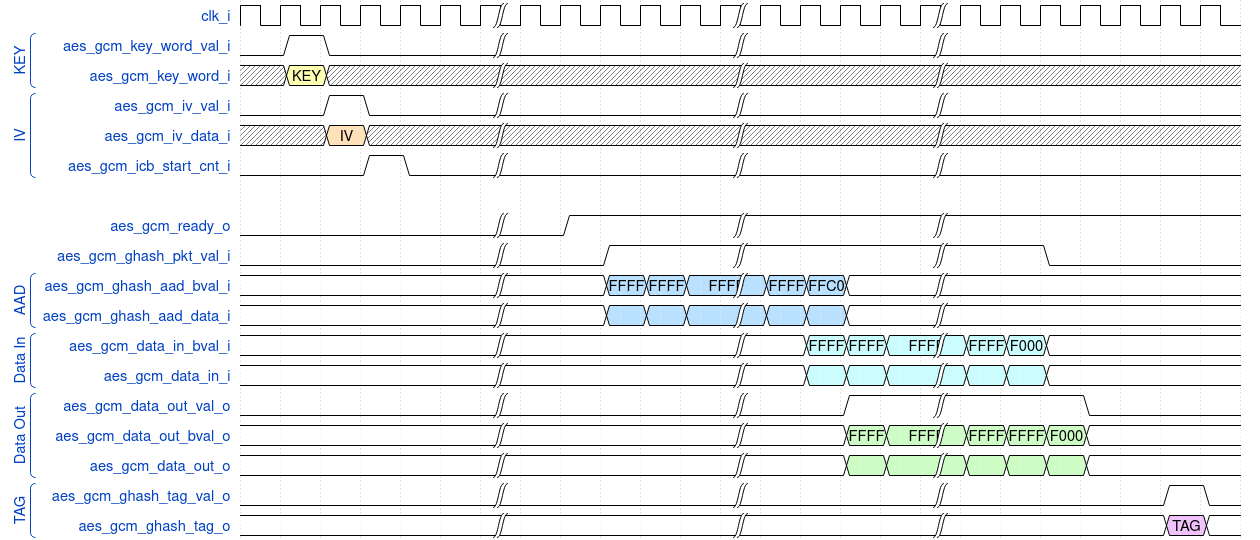 clk_i
KEY
aes_gcm_key_word_val_i
aes_gcm_key_word_i KEY
IV
aes_gcm_iv_val_i
aes_gcm_iv_data_i IV
aes_gcm_icb_start_cnt_i
aes_gcm_ready_o
aes_gcm_ghash_pkt_val_i
AAD
aes_gcm_ghash_aad_bval_i FFFF FFFF FFFF FFFF FFC0
aes_gcm_ghash_aad_data_i
Data In
aes_gcm_data_in_bval_i FFFF FFFF FFFF FFFF F000
aes_gcm_data_in_i
Data Out
aes_gcm_data_out_val_o
aes_gcm_data_out_bval_o FFFF FFFF FFFF FFFF F000
aes_gcm_data_out_o
TAG
aes_gcm_ghash_tag_val_o
aes_gcm_ghash_tag_o TAG